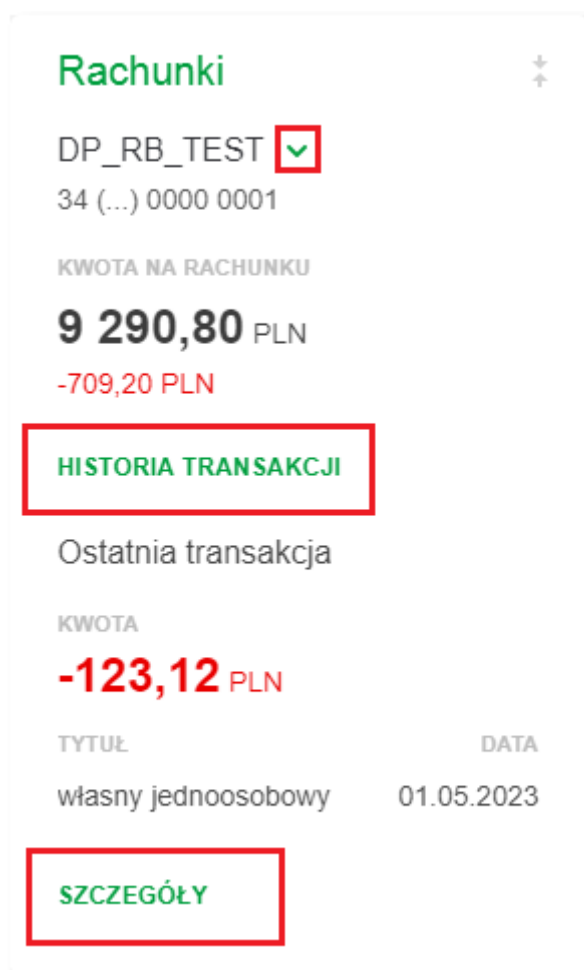 Rachunki
DP_RB_TEST
34 (...) 0000 0001
KWOTA NA RACHUNKU
9 290,80 PLN
-709,20 PLN
HISTORIA TRANSAKCJI
Ostatnia transakcja
KWOTA
-123,12 PLN
TYTUŁ DATA
własny jednoosobowy 01.05.2023
SZCZEGÓŁY